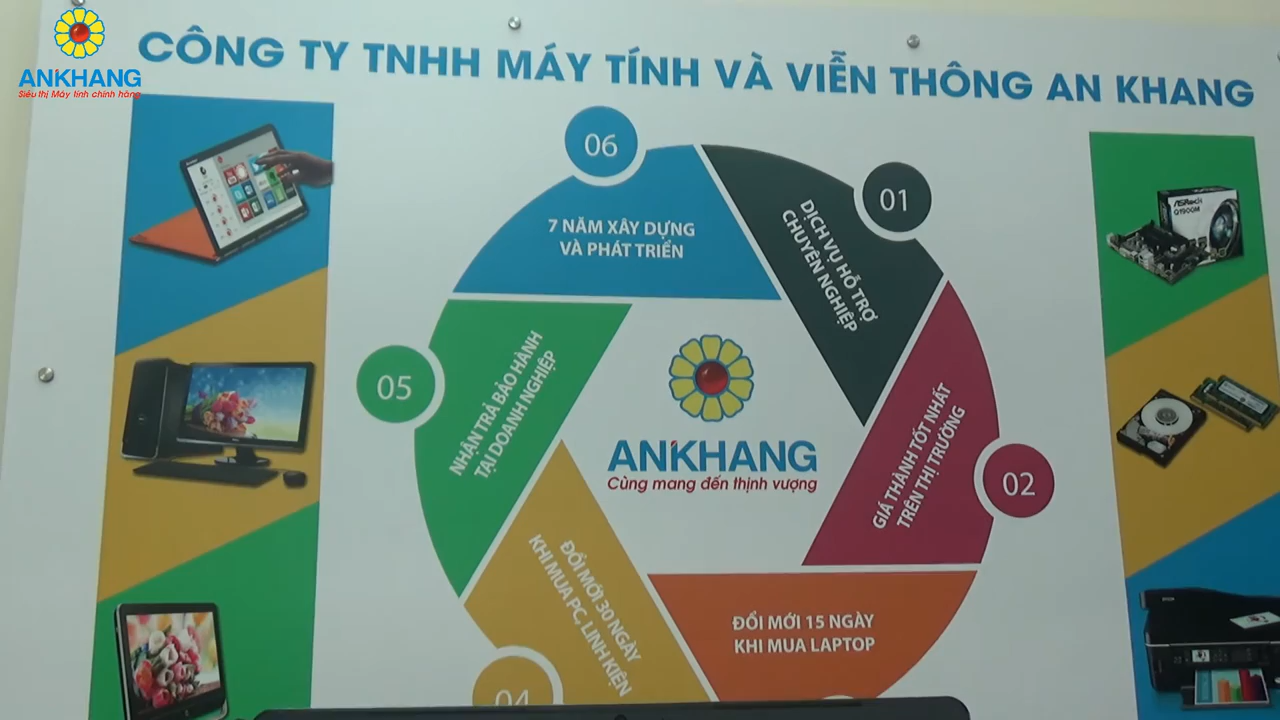 ANKHANG
Siêu thị Máy tính chính hãng
CÔNG TY TNHH MÁY TÍNH VÀ VIỄN THÔNG AN KHANG
06
7 NĂM XÂY DỰNG
VÀ PHÁT TRIỂN
01
DỊCH VỤ HỖ TRỢ
CHUYÊN NGHIỆP
02
GIÁ THÀNH TỐT NHẤT
TRÊN THỊ TRƯỜNG
ĐỔI MỚI 15 NGÀY
KHI MUA LAPTOP
04
ĐỔI MỚI 30 NGÀY
KHI MUA PC, LINH KIỆN
05
NHẬN TRẢ BẢO HÀNH
TẠI DOANH NGHIỆP
ANKHANG
Cùng mang đến thịnh vượng
ASRock
Q1900M